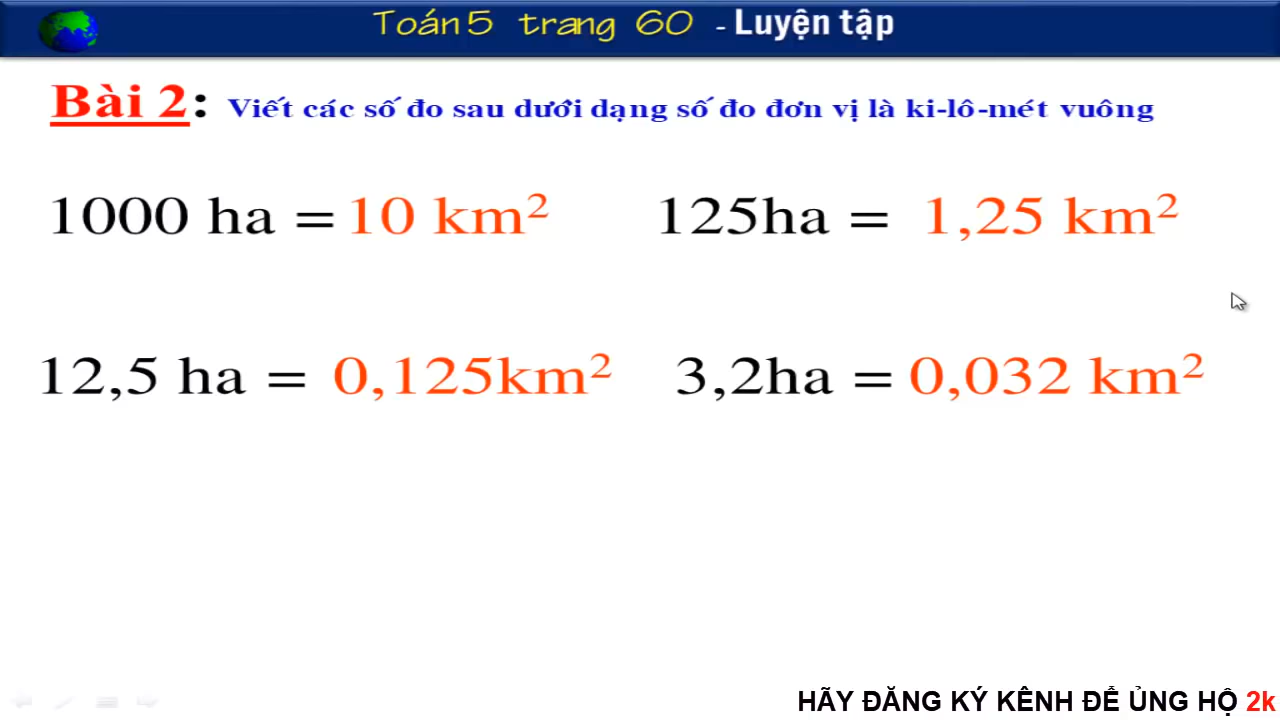 Toán 5 trang 60 - Luyện tập
Bài 2: Viết các số đo sau dưới dạng số đo đơn vị là ki-lô-mét vuông
1000 ha = 10 km² 125ha = 1,25 km²
12,5 ha = 0,125km² 3,2ha = 0,032 km²
HÃY ĐĂNG KÝ KÊNH ĐỂ ỦNG HỘ 2k